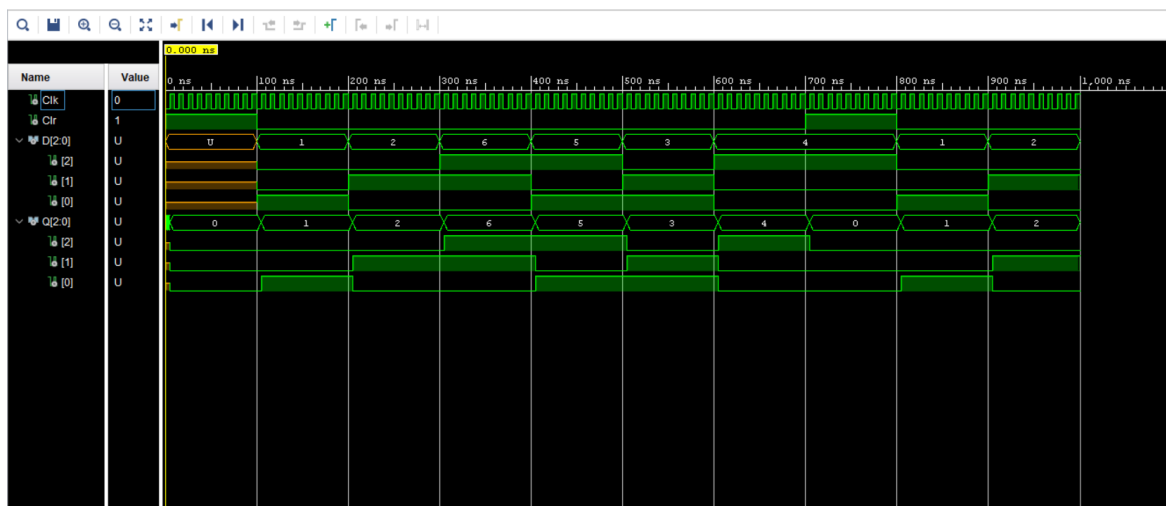 0.000 ns
Name Value
0 ns 100 ns 200 ns 300 ns 400 ns 500 ns 600 ns 700 ns 800 ns 900 ns 1,000 ns
Clk 0
Clr 1
D[2:0] U U 1 2 6 5 3 4 1 2
[2] U
[1] U
[0] U
Q[2:0] U 0 1 2 6 5 3 4 0 1 2
[2] U
[1] U
[0] U